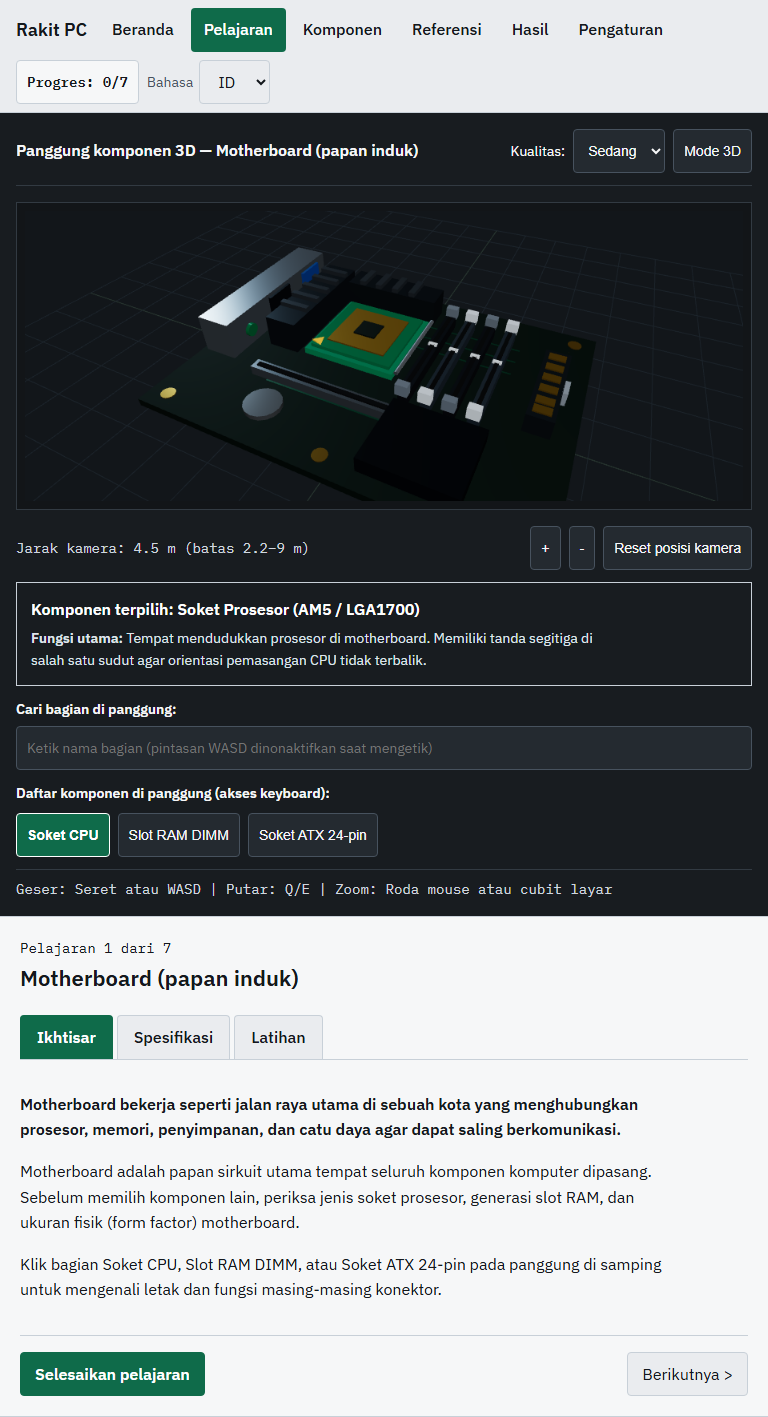 Rakit PC Beranda Pelajaran Komponen Referensi Hasil Pengaturan
Progres: 0/7 Bahasa ID
Panggung komponen 3D — Motherboard (papan induk) Kualitas: Sedang Mode 3D
Jarak kamera: 4.5 m (batas 2.2–9 m) + - Reset posisi kamera
Komponen terpilih: Soket Prosesor (AM5 / LGA1700)
Fungsi utama: Tempat mendudukkan prosesor di motherboard. Memiliki tanda segitiga di
salah satu sudut agar orientasi pemasangan CPU tidak terbalik.
Cari bagian di panggung:
Ketik nama bagian (pintasan WASD dinonaktifkan saat mengetik)
Daftar komponen di panggung (akses keyboard):
Soket CPU Slot RAM DIMM Soket ATX 24-pin
Geser: Seret atau WASD | Putar: Q/E | Zoom: Roda mouse atau cubit layar
Pelajaran 1 dari 7
Motherboard (papan induk)
Ikhtisar Spesifikasi Latihan
Motherboard bekerja seperti jalan raya utama di sebuah kota yang menghubungkan
prosesor, memori, penyimpanan, dan catu daya agar dapat saling berkomunikasi.
Motherboard adalah papan sirkuit utama tempat seluruh komponen komputer dipasang.
Sebelum memilih komponen lain, periksa jenis soket prosesor, generasi slot RAM, dan
ukuran fisik (form factor) motherboard.
Klik bagian Soket CPU, Slot RAM DIMM, atau Soket ATX 24-pin pada panggung di samping
untuk mengenali letak dan fungsi masing-masing konektor.
Selesaikan pelajaran Berikutnya >